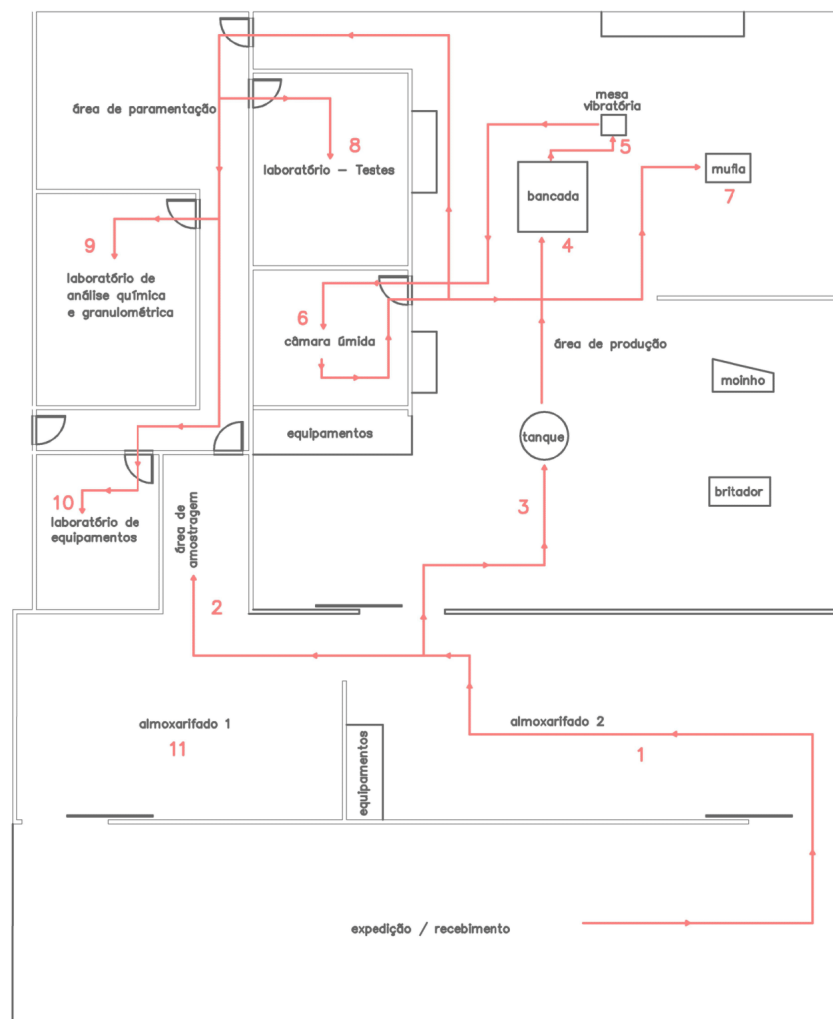 mesa
vibratória
área de paramentação
8
5
laboratório – Testes
mufla
7
bancada
9
4
laboratório de
análise química
e granulométrica
6
câmara úmida
área de produção
moinho
equipamentos
tanque
britador
10
3
laboratório de
equipamentos
área de
amostragem
2
almoxarifado 1
11
almoxarifado 2
1
equipamentos
expedição / recebimento